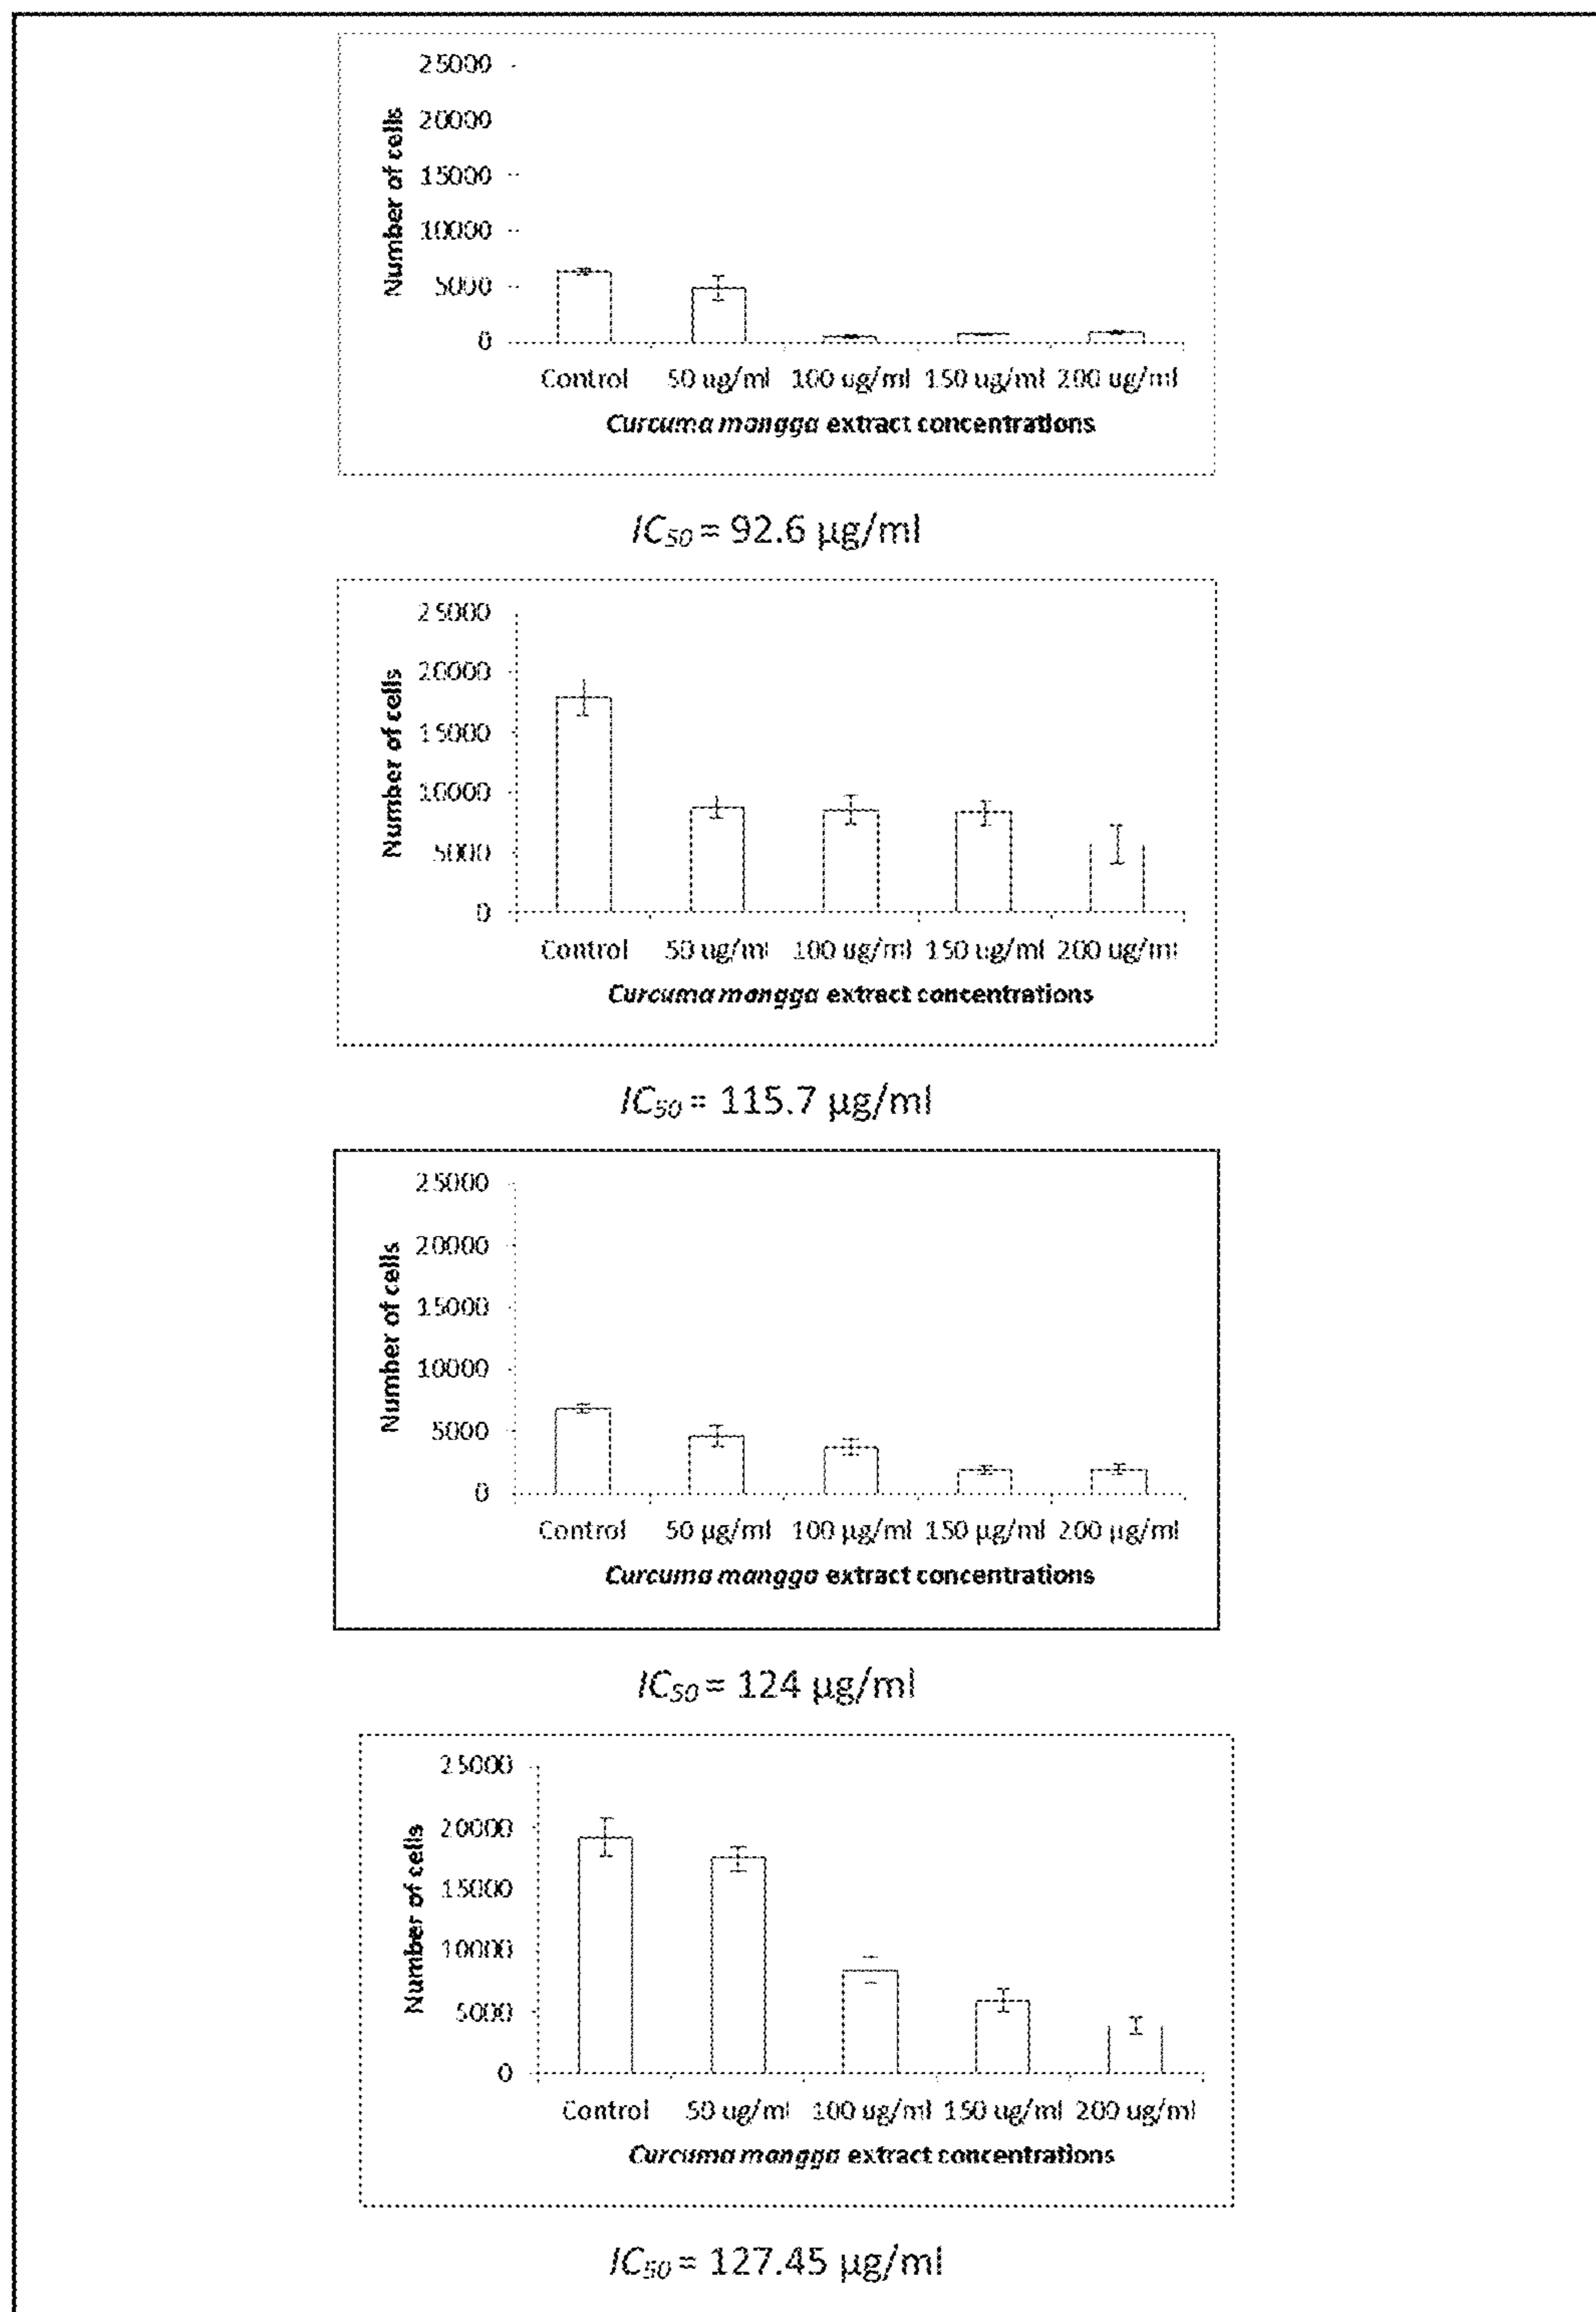 25000
20000
15000
10000
5000
0
Number of cells
Control 50 ug/ml 100 ug/ml 150 ug/ml 200 ug/ml
Curcuma mangga extract concentrations
IC50 = 92.6 µg/ml
25000
20000
15000
10000
5000
0
Number of cells
Control 50 ug/ml 100 ug/ml 150 ug/ml 200 ug/ml
Curcuma mangga extract concentrations
IC50 = 115.7 µg/ml
25000
20000
15000
10000
5000
0
Number of cells
Control 50 µg/ml 100 µg/ml 150 µg/ml 200 µg/ml
Curcuma mangga extract concentrations
IC50 = 124 µg/ml
25000
20000
15000
10000
5000
0
Number of cells
Control 50 ug/ml 100 ug/ml 150 ug/ml 200 ug/ml
Curcuma mangga extract concentrations
IC50 = 127.45 µg/ml